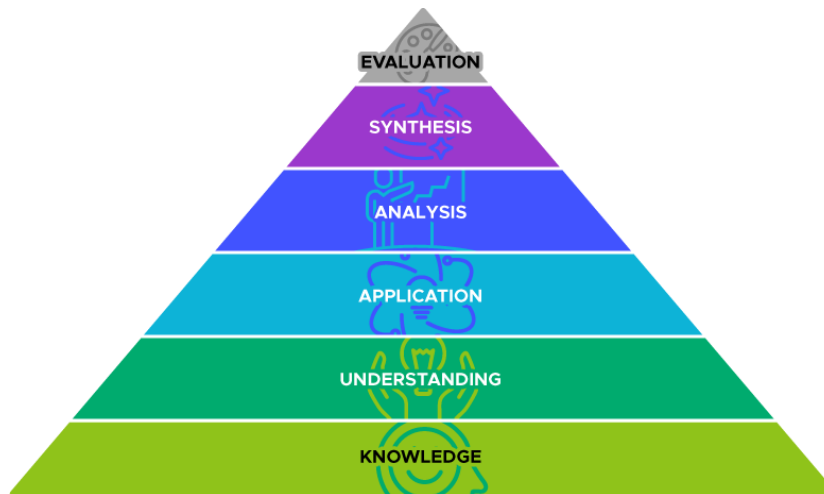 EVALUATION
SYNTHESIS
ANALYSIS
APPLICATION
UNDERSTANDING
KNOWLEDGE